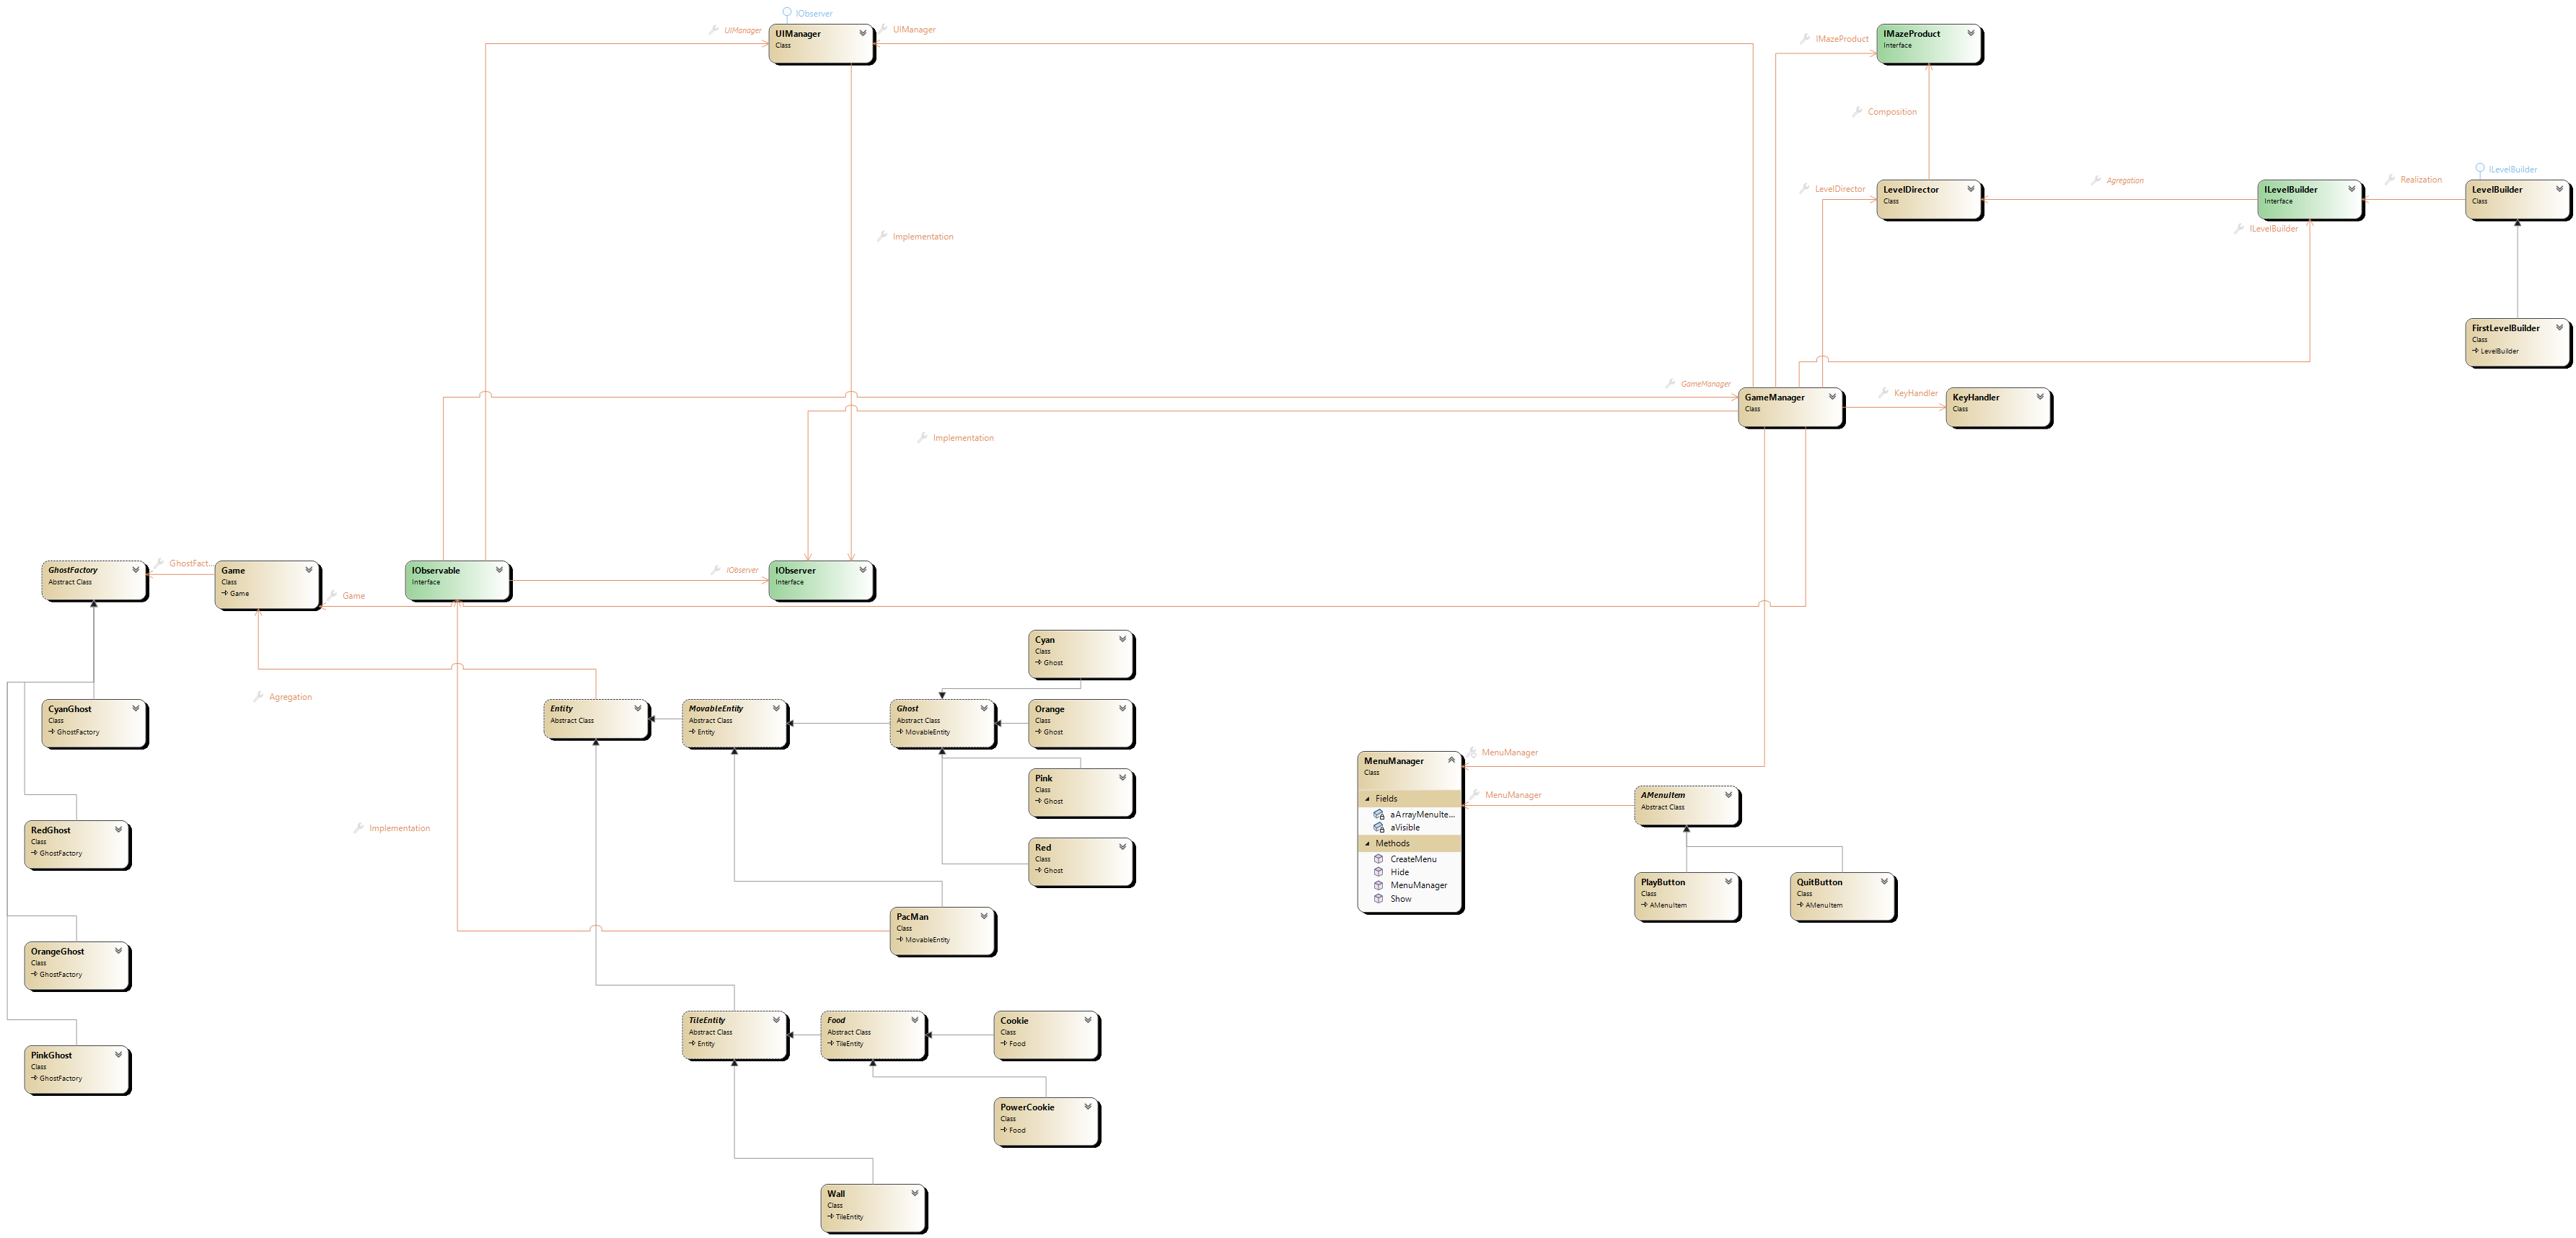 IObserver
UIManager
UIManager
Class
UIManager
IMazeProduct
IMazeProduct
Interface
Composition
LevelDirector
LevelDirector
Class
Agregation
ILevelBuilder
Interface
ILevelBuilder
Realization
ILevelBuilder
LevelBuilder
Class
Implementation
FirstLevelBuilder
Class
LevelBuilder
GameManager
GameManager
Class
KeyHandler
KeyHandler
Class
Implementation
GhostFactory
Abstract Class
GhostFact...
Game
Class
Game
Game
IObservable
Interface
IObserver
IObserver
Interface
Cyan
Class
Ghost
Agregation
CyanGhost
Class
GhostFactory
Entity
Abstract Class
MovableEntity
Abstract Class
Entity
Ghost
Abstract Class
MovableEntity
Orange
Class
Ghost
Pink
Class
Ghost
MenuManager
Class
Fields
aArrayMenuIte...
aVisible
Methods
CreateMenu
Hide
MenuManager
Show
MenuManager
MenuManager
AMenuItem
Abstract Class
RedGhost
Class
GhostFactory
Implementation
Red
Class
Ghost
PlayButton
Class
AMenuItem
QuitButton
Class
AMenuItem
PacMan
Class
MovableEntity
OrangeGhost
Class
GhostFactory
TileEntity
Abstract Class
Entity
Food
Abstract Class
TileEntity
Cookie
Class
Food
PinkGhost
Class
GhostFactory
PowerCookie
Class
Food
Wall
Class
TileEntity